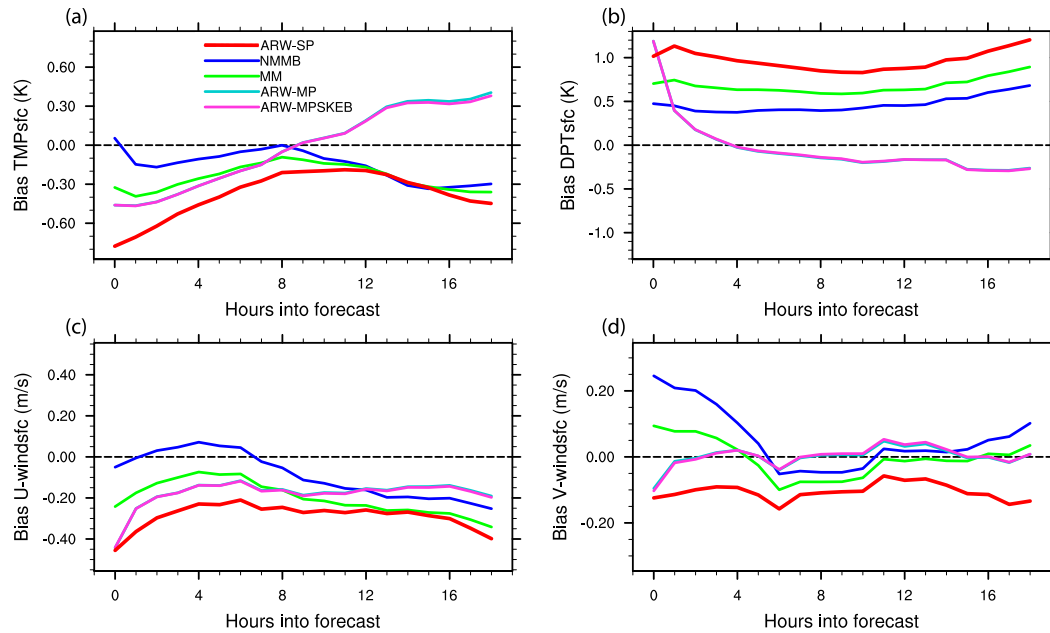 (a)
Bias TMPsfc (K)
0.60
0.30
0.00
-0.30
-0.60
ARW-SP
NMMB
MM
ARW-MP
ARW-MPSKEB
0 4 8 12 16
Hours into forecast
(b)
Bias DPTsfc (K)
1.0
0.5
0.0
-0.5
-1.0
0 4 8 12 16
Hours into forecast
(c)
Bias U-windsfc (m/s)
0.40
0.20
0.00
-0.20
-0.40
0 4 8 12 16
Hours into forecast
(d)
Bias V-windsfc (m/s)
0.20
0.00
-0.20
0 4 8 12 16
Hours into forecast